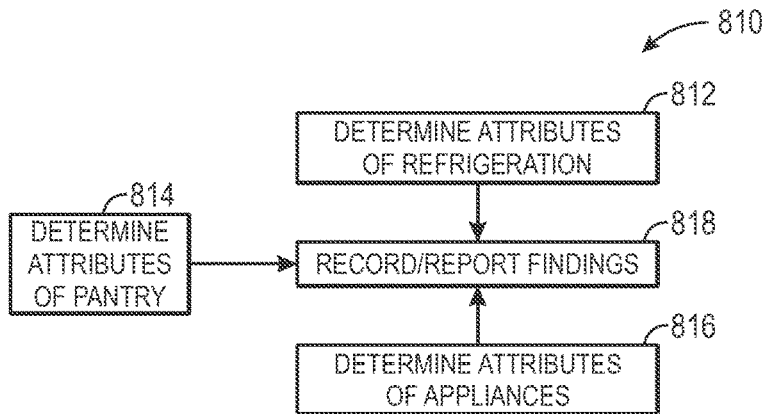 810
812
DETERMINE ATTRIBUTES
OF REFRIGERATION
814
DETERMINE
ATTRIBUTES
OF PANTRY
818
RECORD/REPORT FINDINGS
816
DETERMINE ATTRIBUTES
OF APPLIANCES